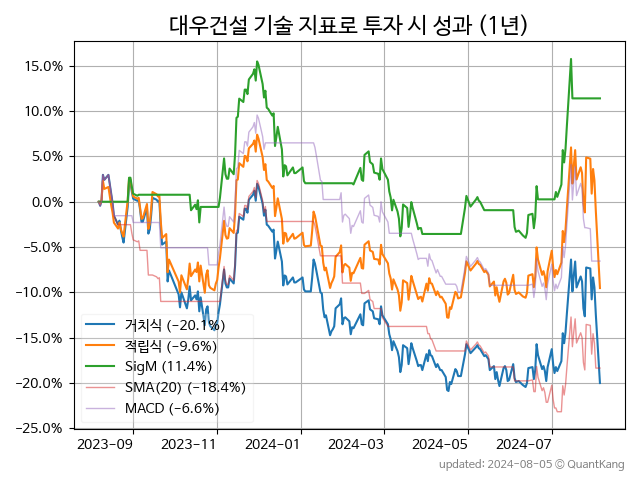 대우건설 기술 지표로 투자 시 성과 (1년)
15.0%
10.0%
5.0%
0.0%
−5.0%
−10.0%
−15.0%
−20.0%
−25.0%
거치식 (−20.1%)
적립식 (−9.6%)
SigM (11.4%)
SMA(20) (−18.4%)
MACD (−6.6%)
2023-09 2023-11 2024-01 2024-03 2024-05 2024-07
updated: 2024-08-05 © QuantKang